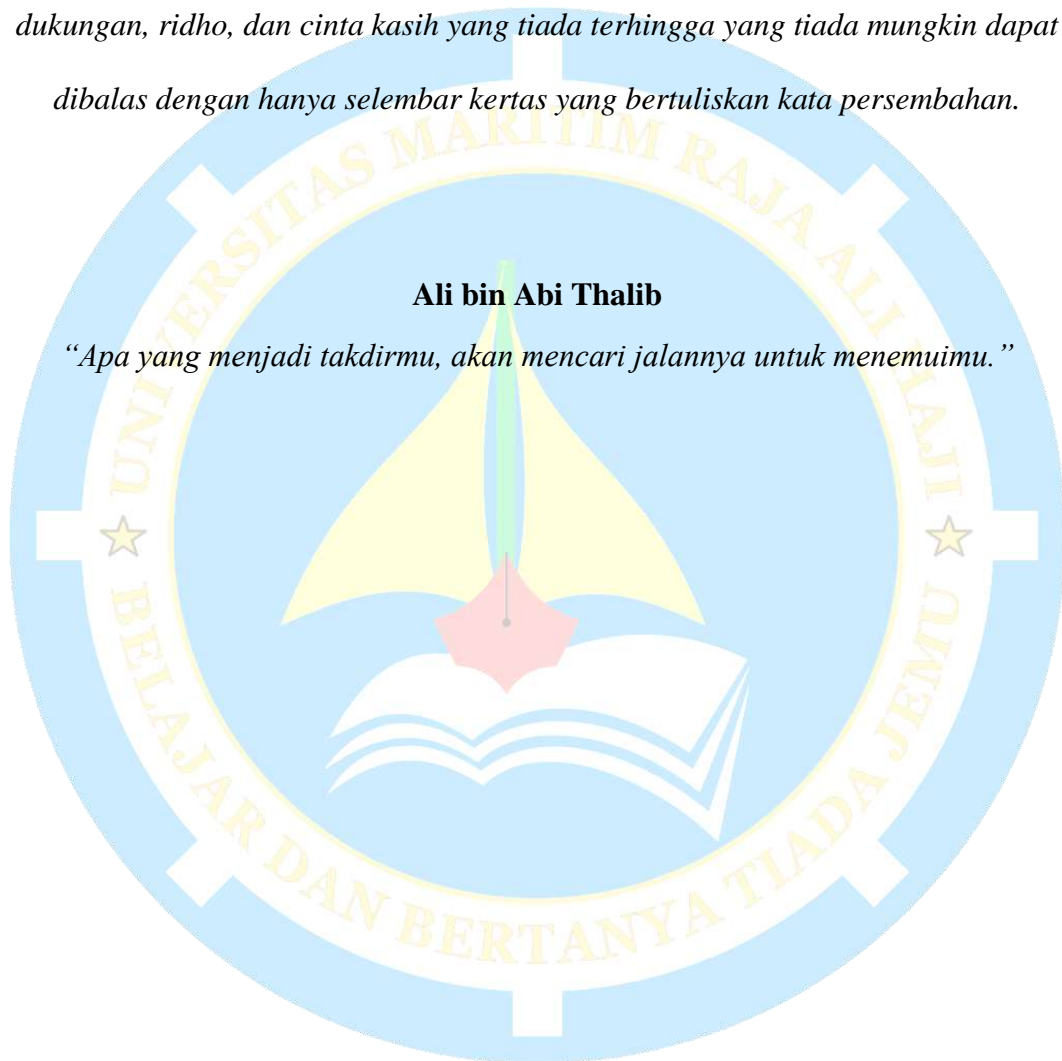 dukungan, ridho, dan cinta kasih yang tiada terhingga yang tiada mungkin dapat
dibalas dengan hanya selembar kertas yang bertuliskan kata persembahan.
UNIVERSITAS MARITIM RAJA ALI HAJI
Ali bin Abi Thalib
“Apa yang menjadi takdirmu, akan mencari jalannya untuk menemuimu.”
BELAJAR DAN BERTANYA TIADA JEMU